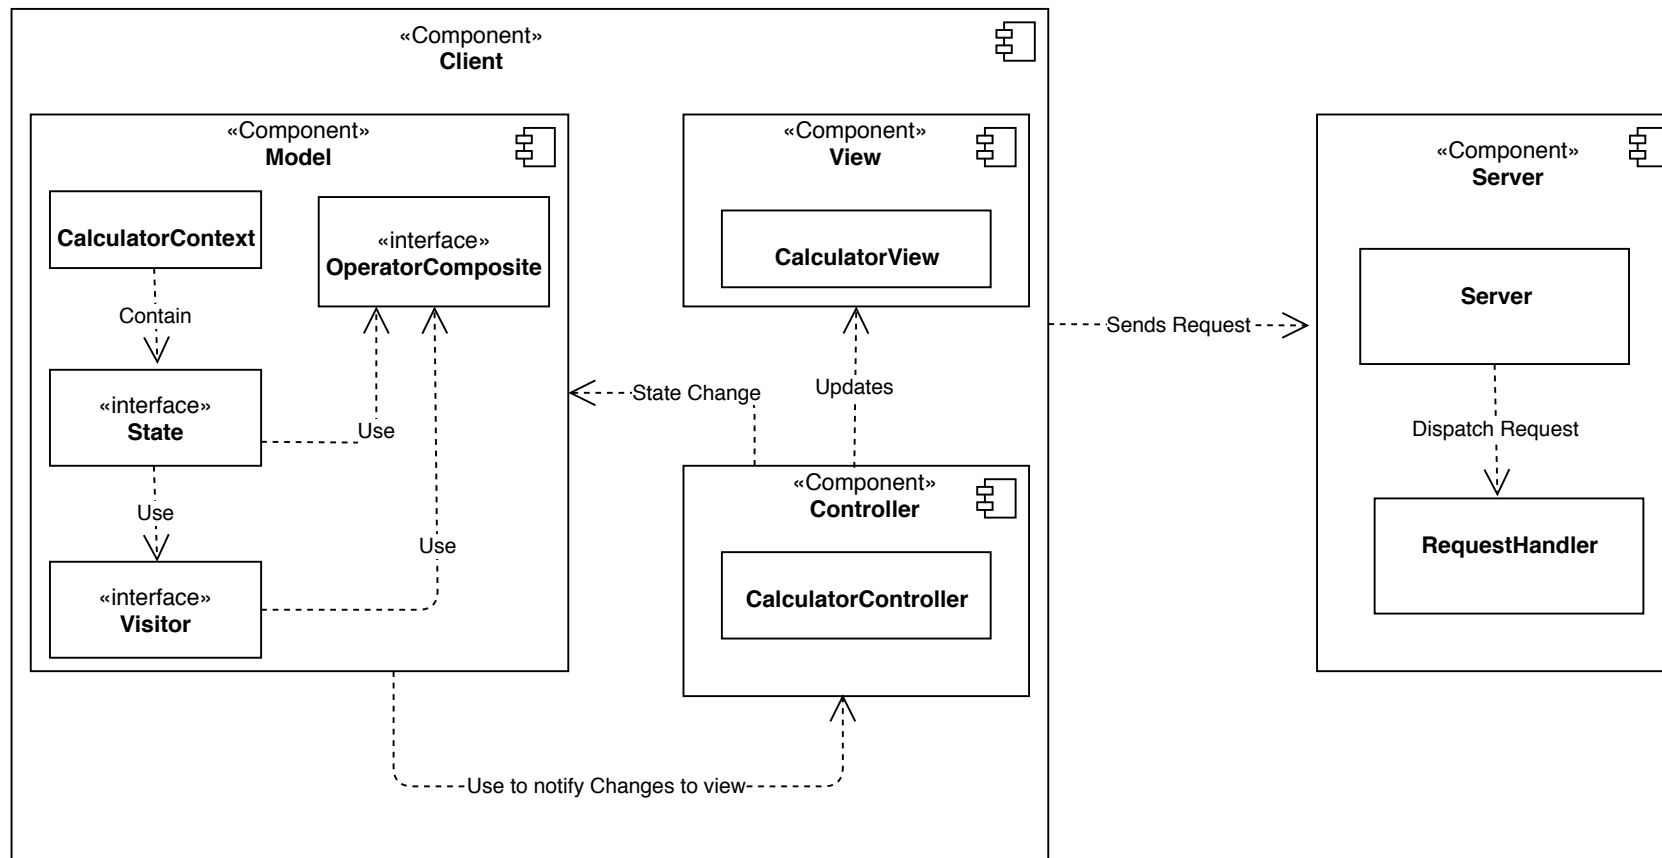 «Component»
Client
«Component»
Model
CalculatorContext
«interface»
OperatorComposite
Contain
«interface»
State
Use
Use
«interface»
Visitor
Use
«Component»
View
CalculatorView
State Change
Updates
«Component»
Controller
CalculatorController
Use to notify Changes to view
Sends Request
«Component»
Server
Server
Dispatch Request
RequestHandler